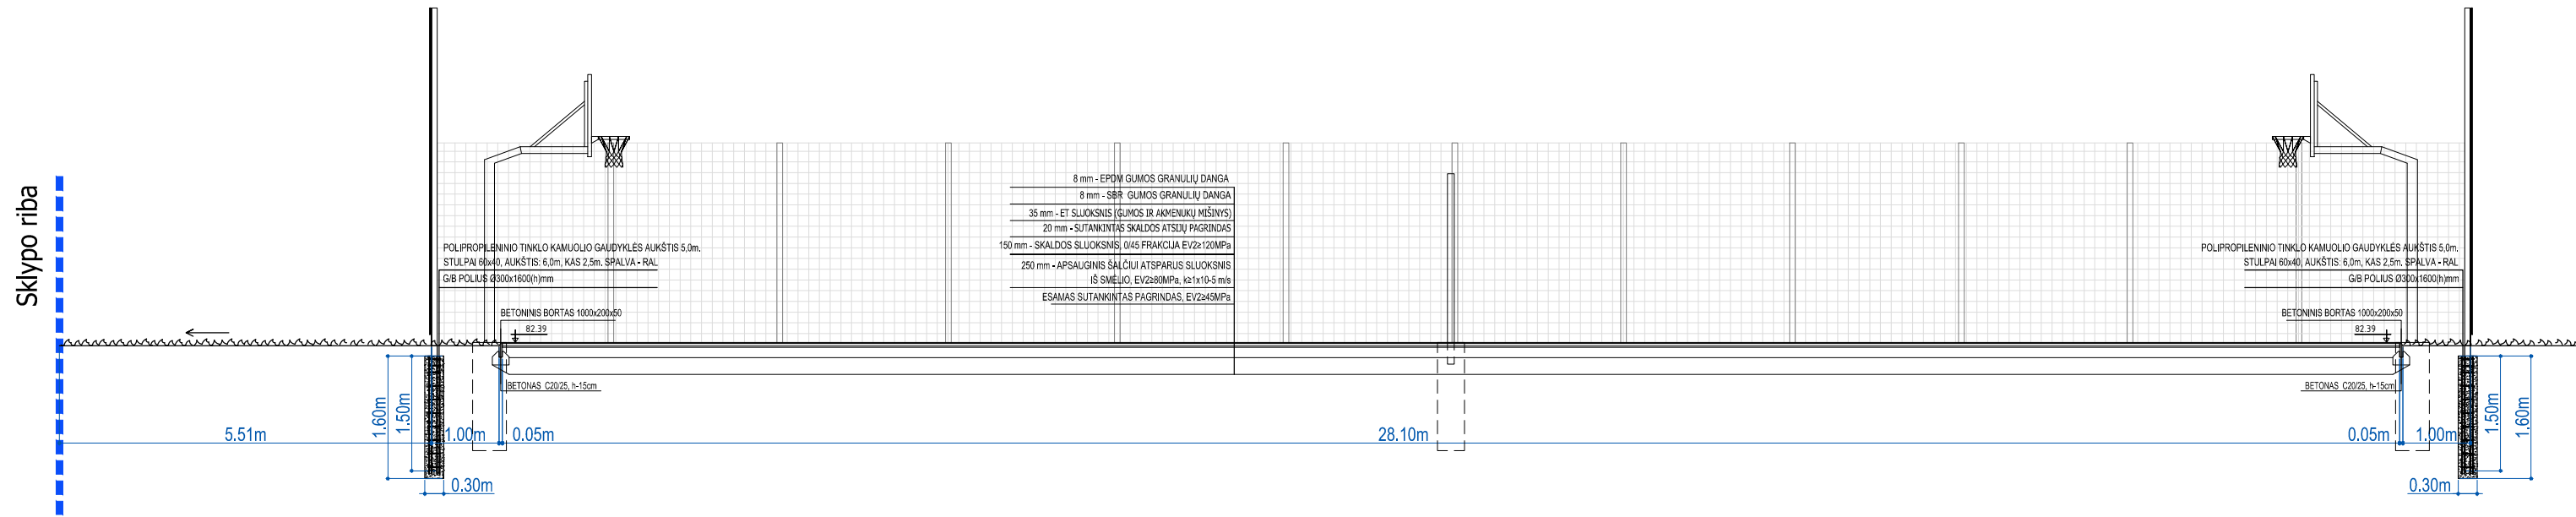 Sklypo riba
8 mm - EPDM GUMOS GRANULIŲ DANGA
8 mm - SBR GUMOS GRANULIŲ DANGA
35 mm - ET SLUOKSNIS (GUMOS IR AKMENUKŲ MIŠINYS)
20 mm - SUTANKINTAS SKALDOS ATSIJŲ PAGRINDAS
150 mm - SKALDOS SLUOKSNIS, 0/45 FRAKCIJA EV2≥120MPa
250 mm - APSAUGINIS ŠALČIUI ATSPARUS SLUOKSNIS
IŠ SMĖLIO, EV2≥80MPa, k≥1x10-5 m/s
ESAMAS SUTANKINTAS PAGRINDAS, EV2≥45MPa
POLIPROPILENINIO TINKLO KAMUOLIO GAUDYKLĖS AUKŠTIS 5,0m.
STULPAI 60x40, AUKŠTIS: 6,0m, KAS 2,5m. SPALVA - RAL
G/B POLIUS Ø300x1600(h)mm
BETONINIS BORTAS 1000x200x50
82.39
BETONAS C20/25, h-15cm
POLIPROPILENINIO TINKLO KAMUOLIO GAUDYKLĖS AUKŠTIS 5,0m.
STULPAI 60x40, AUKŠTIS: 6,0m, KAS 2,5m. SPALVA - RAL
G/B POLIUS Ø300x1600(h)mm
BETONINIS BORTAS 1000x200x50
82.39
BETONAS C20/25, h-15cm
5.51m
1.60m
1.50m
1.00m
0.05m
28.10m
0.05m
1.00m
1.50m
1.60m
0.30m
0.30m